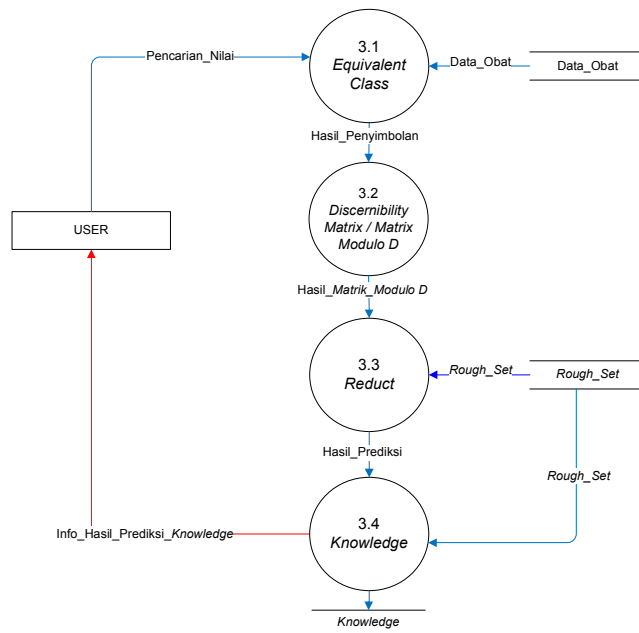 Pencarian_Nilai
3.1
Equivalent
Class
Data_Obat
Data_Obat
Hasil_Penyimbolan
USER
3.2
Discernibility
Matrix / Matrix
Modulo D
Hasil_Matrik_Modulo D
3.3
Reduct
Rough_Set
Rough_Set
Hasil_Prediksi
Rough_Set
Info_Hasil_Prediksi_Knowledge
3.4
Knowledge
Knowledge